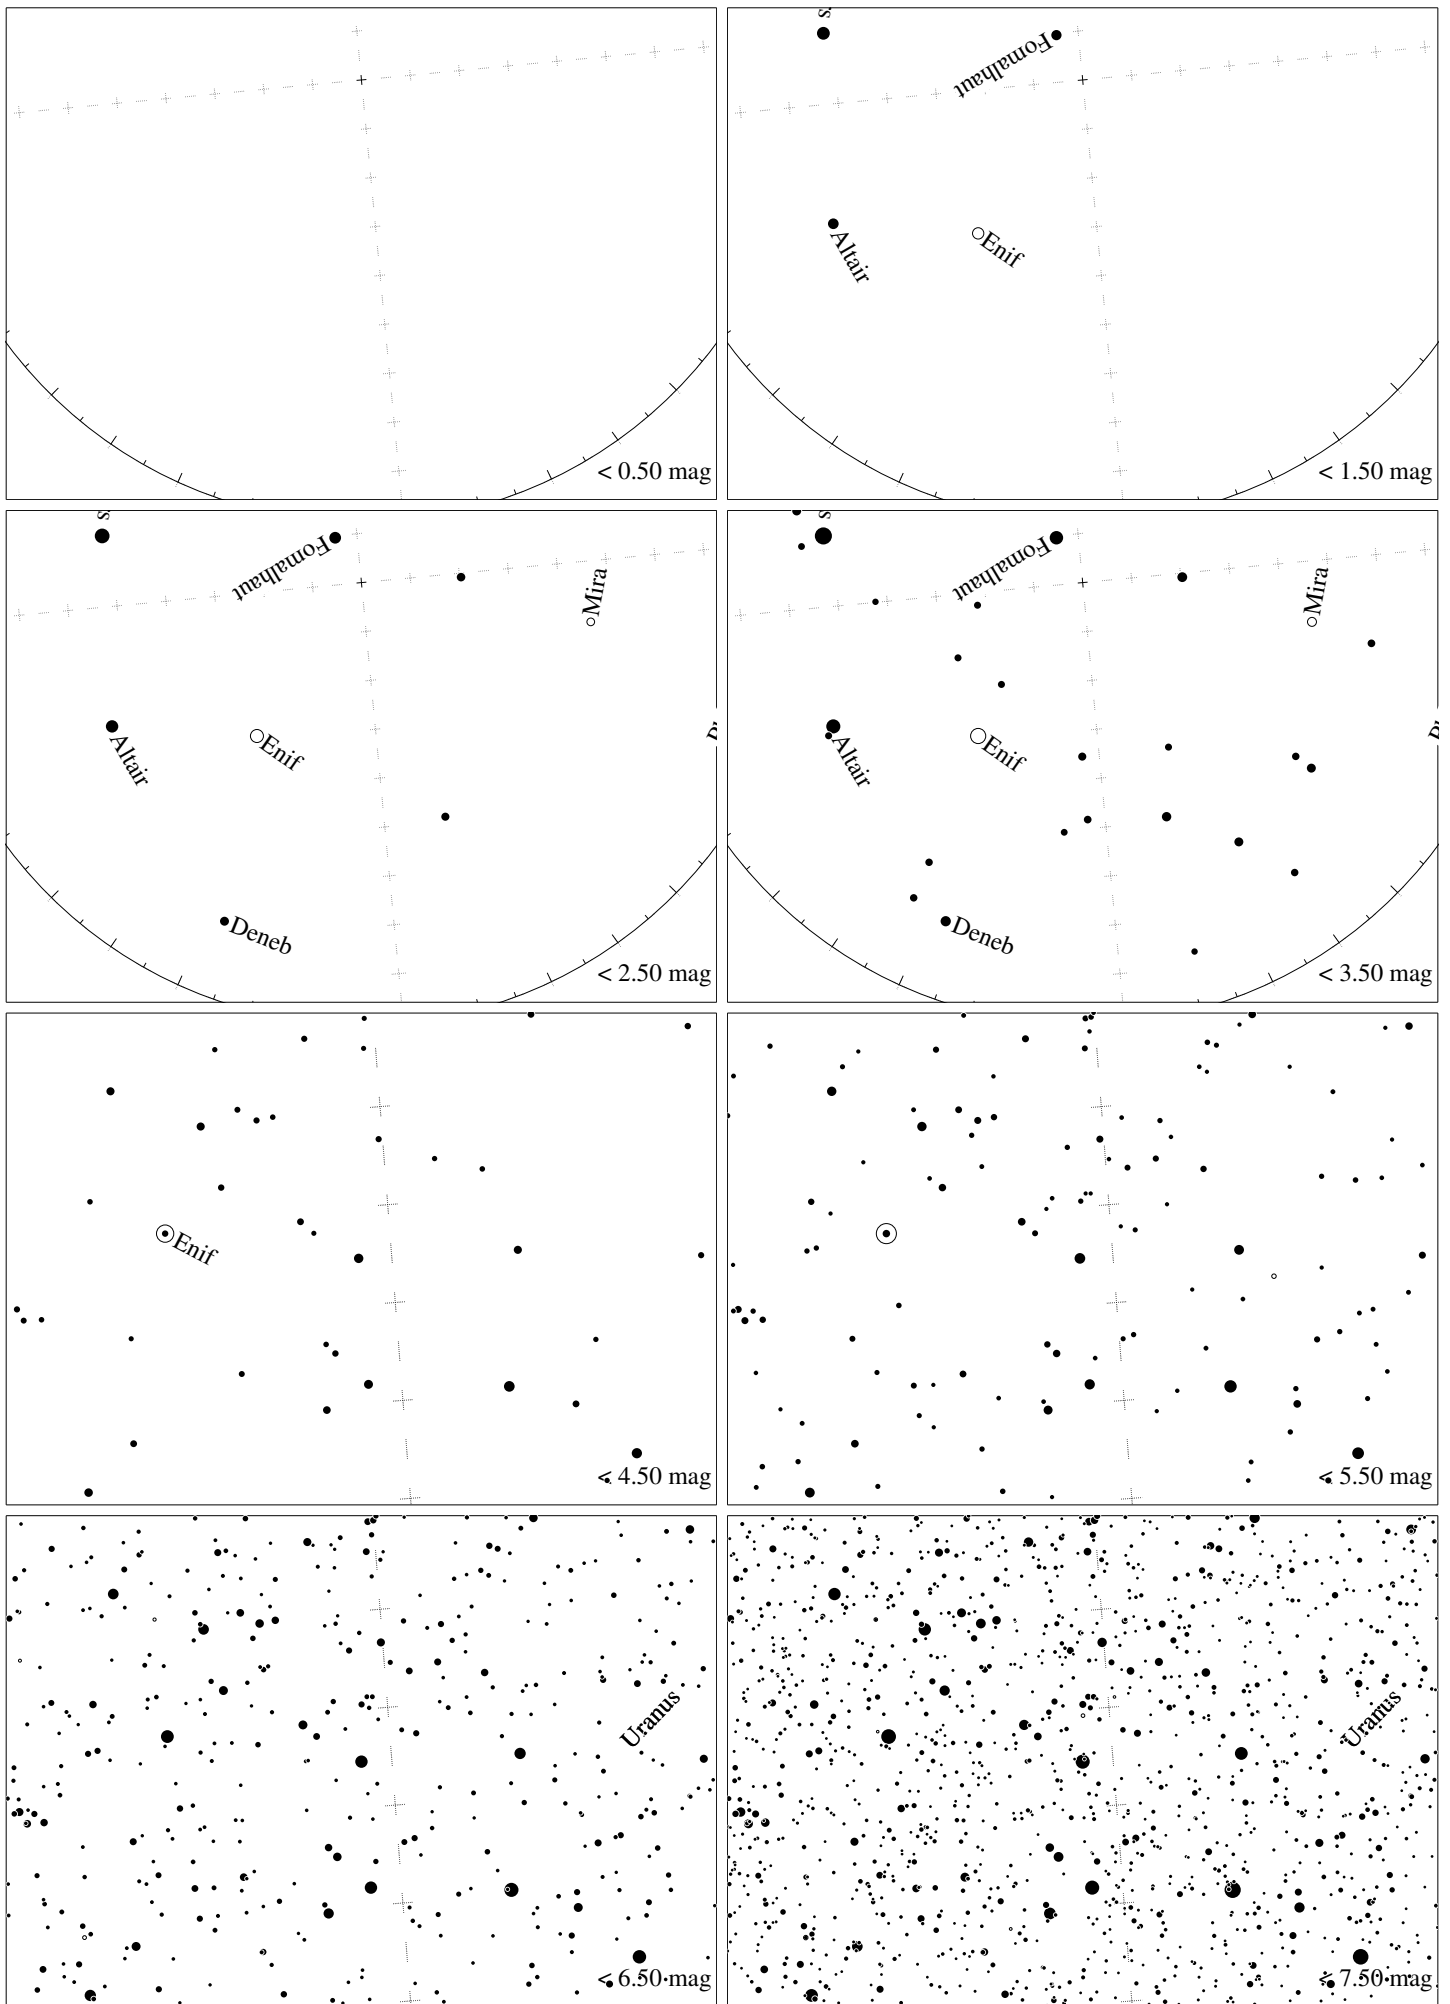 < 0.50 mag
s
Fomalhaut
Altair
Enif
< 1.50 mag
s
Fomalhaut
Mira
Altair
Enif
Deneb
< 2.50 mag
s
Fomalhaut
Mira
Altair
Enif
Deneb
< 3.50 mag
Enif
< 4.50 mag
< 5.50 mag
Uranus
< 6.50 mag
Uranus
< 7.50 mag